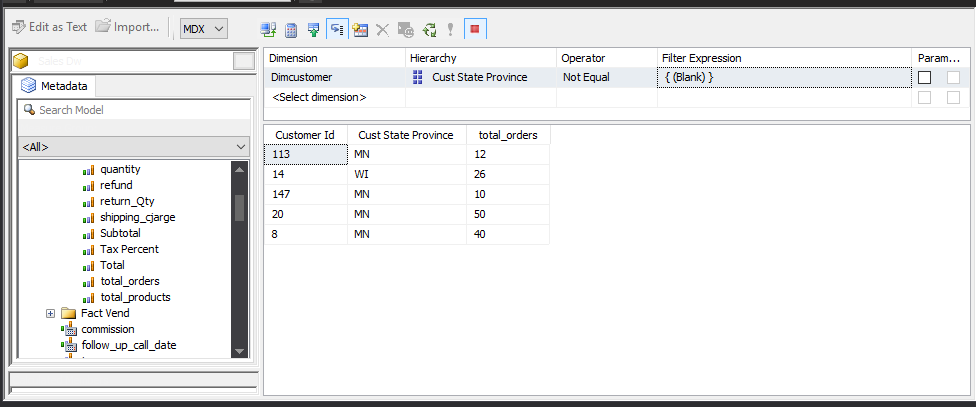 Edit as Text Import... MDX
Sales Dw
Metadata
Search Model
<All>
quantity
refund
return_Qty
shipping_cjarge
Subtotal
Tax Percent
Total
total_orders
total_products
Fact Vend
commission
follow_up_call_date
Dimension Hierarchy Operator Filter Expression Param...
Dimcustomer Cust State Province Not Equal { (Blank) }
<Select dimension>
Customer Id Cust State Province total_orders
113 MN 12
14 WI 26
147 MN 10
20 MN 50
8 MN 40